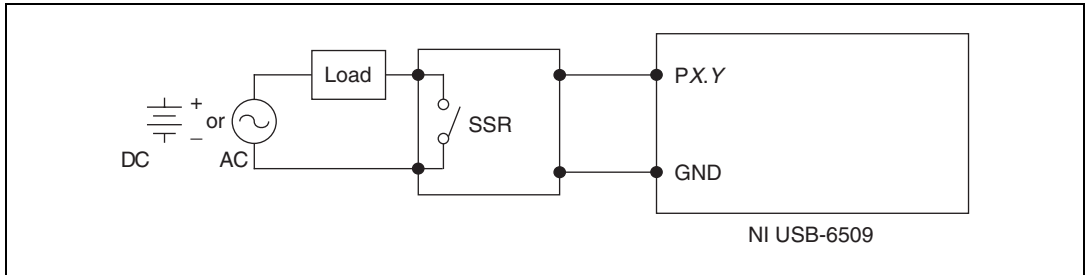 Load
PX.Y
+
or
SSR
–
DC
AC
GND
NI USB-6509